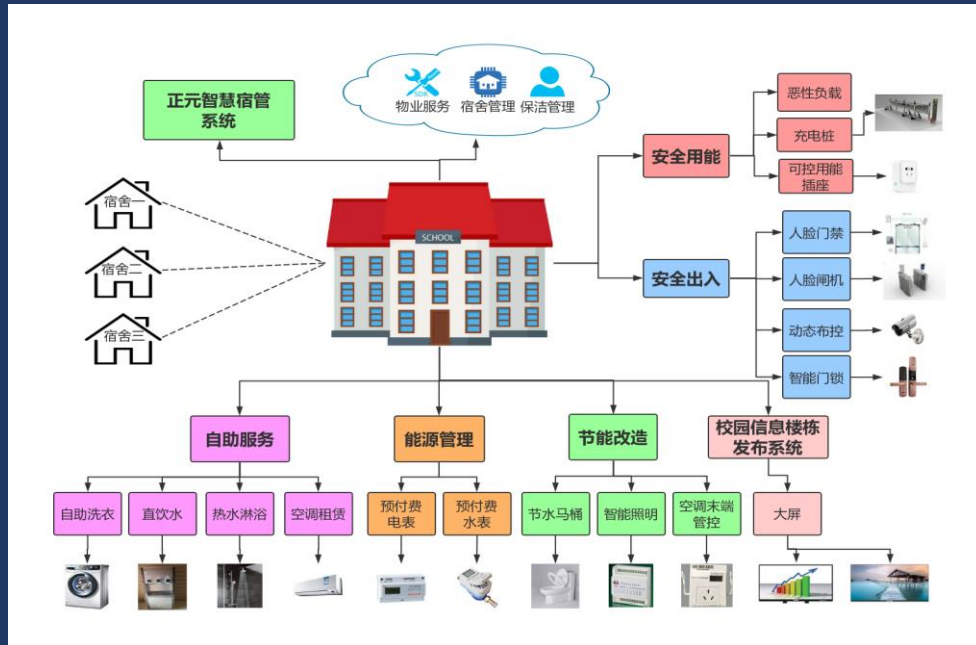 正元智慧宿管
系统
SDK
物业服务 宿舍管理 保洁管理
宿舍一
宿舍二
宿舍三
SCHOOL
安全用能
恶性负载
充电桩
可控用能
插座
安全出入
人脸门禁
人脸闸机
动态布控
智能门锁
自助服务
能源管理
节能改造
校园信息楼栋
发布系统
自助洗衣
直饮水
热水淋浴
空调租赁
预付费
电表
预付费
水表
节水马桶
智能照明
空调末端
管控
大屏